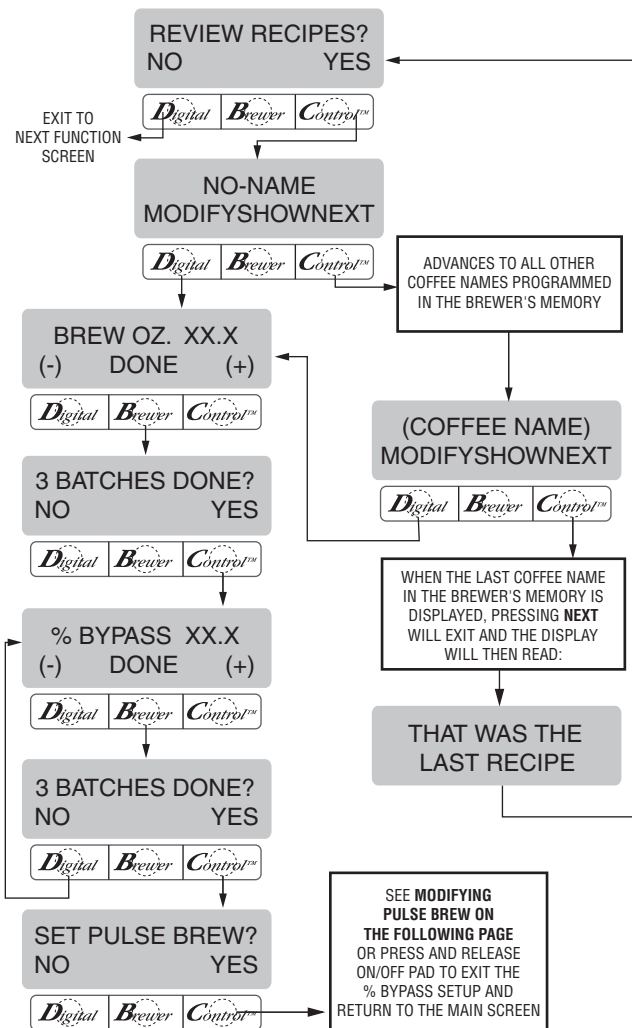 REVIEW RECIPES?
NO YES
Digital Brewer Control™
EXIT TO
NEXT FUNCTION
SCREEN
NO-NAME
MODIFYSHOWNEXT
Digital Brewer Control™
ADVANCES TO ALL OTHER
COFFEE NAMES PROGRAMMED
IN THE BREWER'S MEMORY
BREW OZ. XX.X
(-) DONE (+)
Digital Brewer Control™
(COFFEE NAME)
MODIFYSHOWNEXT
Digital Brewer Control™
3 BATCHES DONE?
NO YES
Digital Brewer Control™
WHEN THE LAST COFFEE NAME
IN THE BREWER'S MEMORY IS
DISPLAYED, PRESSING NEXT
WILL EXIT AND THE DISPLAY
WILL THEN READ:
% BYPASS XX.X
(-) DONE (+)
Digital Brewer Control™
THAT WAS THE
LAST RECIPE
3 BATCHES DONE?
NO YES
Digital Brewer Control™
SET PULSE BREW?
NO YES
Digital Brewer Control™
SEE MODIFYING
PULSE BREW ON
THE FOLLOWING PAGE
OR PRESS AND RELEASE
ON/OFF PAD TO EXIT THE
% BYPASS SETUP AND
RETURN TO THE MAIN SCREEN